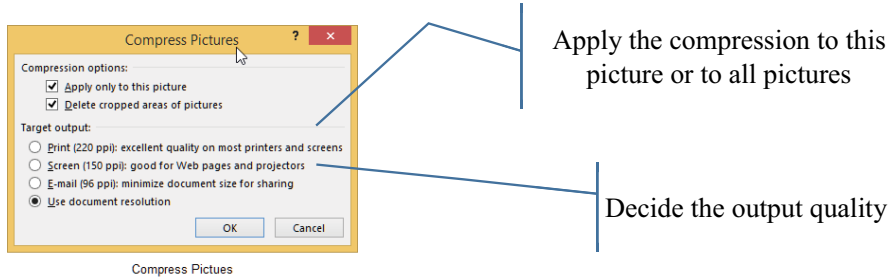 Compress Pictures
?
×
Compression options:
Apply only to this picture
Delete cropped areas of pictures
Target output:
Print (220 ppi): excellent quality on most printers and screens
Screen (150 ppi): good for Web pages and projectors
E-mail (96 ppi): minimize document size for sharing
Use document resolution
OK Cancel
Compress Pictues
Apply the compression to this
picture or to all pictures
Decide the output quality